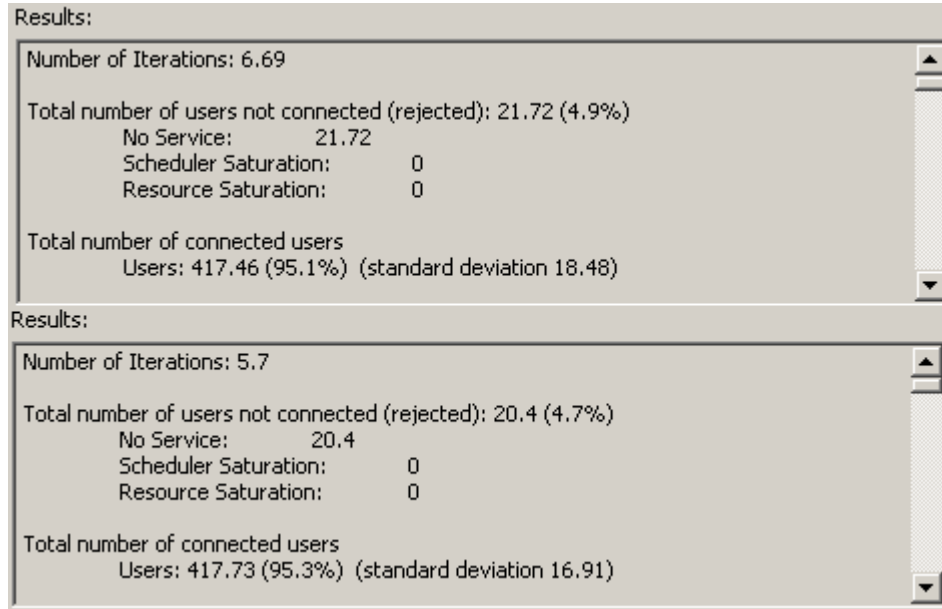 Results:
Number of Iterations: 6.69
Total number of users not connected (rejected): 21.72 (4.9%)
No Service: 21.72
Scheduler Saturation: 0
Resource Saturation: 0
Total number of connected users
Users: 417.46 (95.1%) (standard deviation 18.48)
Results:
Number of Iterations: 5.7
Total number of users not connected (rejected): 20.4 (4.7%)
No Service: 20.4
Scheduler Saturation: 0
Resource Saturation: 0
Total number of connected users
Users: 417.73 (95.3%) (standard deviation 16.91)